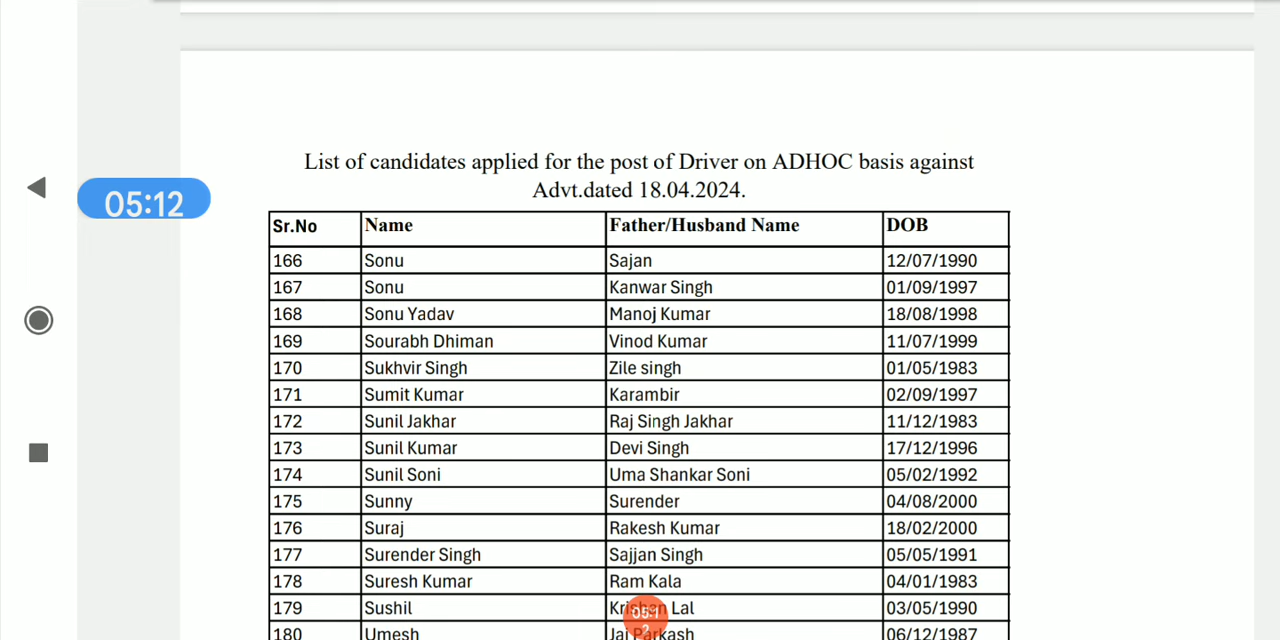 List of candidates applied for the post of Driver on ADHOC basis against
Advt.dated 18.04.2024.
05:12
Sr.No Name Father/Husband Name DOB
166 Sonu Sajan 12/07/1990
167 Sonu Kanwar Singh 01/09/1997
168 Sonu Yadav Manoj Kumar 18/08/1998
169 Sourabh Dhiman Vinod Kumar 11/07/1999
170 Sukhvir Singh Zile singh 01/05/1983
171 Sumit Kumar Karambir 02/09/1997
172 Sunil Jakhar Raj Singh Jakhar 11/12/1983
173 Sunil Kumar Devi Singh 17/12/1996
174 Sunil Soni Uma Shankar Soni 05/02/1992
175 Sunny Surender 04/08/2000
176 Suraj Rakesh Kumar 18/02/2000
177 Surender Singh Sajjan Singh 05/05/1991
178 Suresh Kumar Ram Kala 04/01/1983
179 Sushil Krishan Lal 03/05/1990
05:1
2
180 Umesh Jai Parkash 06/12/1987